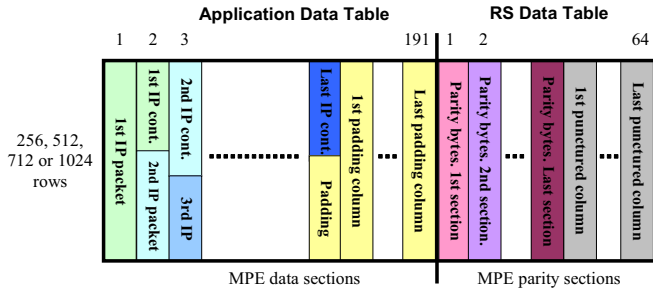 Application Data Table
RS Data Table
1 2 3 191 1 2 64
256, 512,
712 or 1024
rows
1st IP packet
1st IP cont.
2nd IP packet
2nd IP cont.
3rd IP
Last IP cont.
Padding
1st padding column
Last padding column
Parity bytes. 1st section
Parity bytes. 2nd section.
Parity bytes. Last section
1st punctured column
Last punctured column
MPE data sections
MPE parity sections